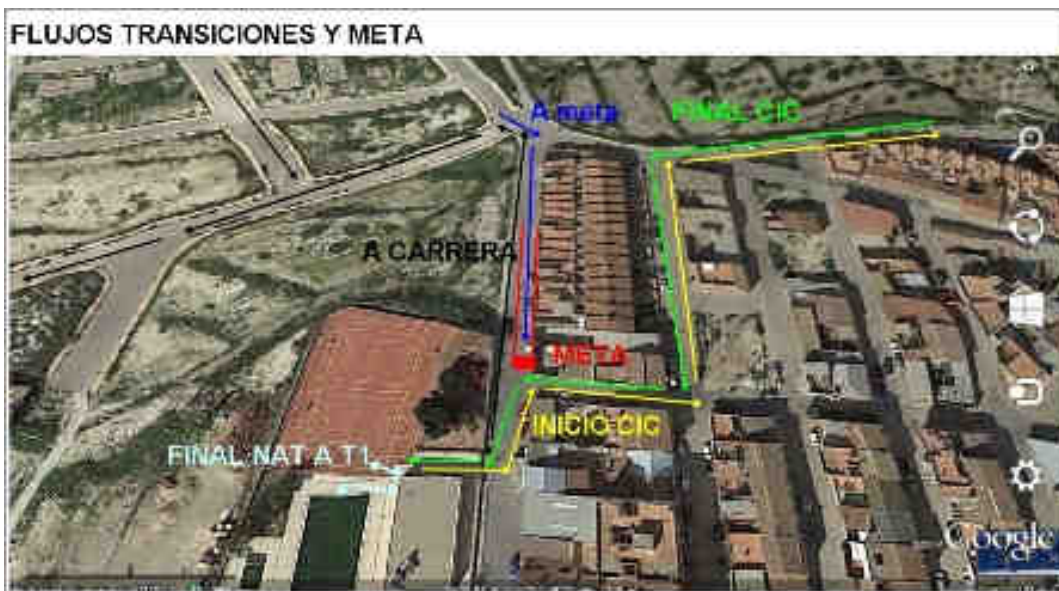 FLUJOS TRANSICIONES Y META
A meta
FINAL CIC
A CARRERA
META
INICIO CIC
FINAL NAT A T1
Google